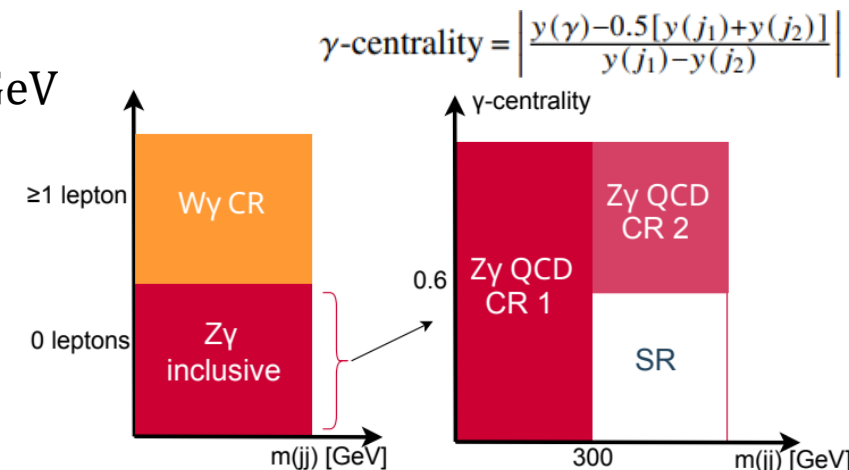 γ-centrality = | y(γ)−0.5[y(j₁)+y(j₂)] / y(j₁)−y(j₂) |
GeV
γ-centrality
≥1 lepton
Wγ CR
0 leptons
Zγ
inclusive
m(jj) [GeV]
Zγ QCD
CR 1
Zγ QCD
CR 2
0.6
SR
300
m(jj) [GeV]